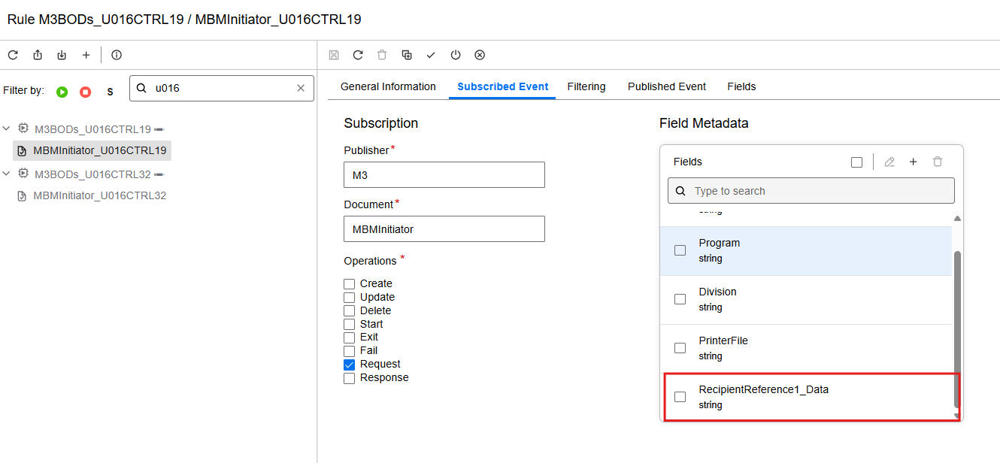 Rule M3BODs_U016CTRL19 / MBMInitiator_U016CTRL19
Filter by:
S
u016
M3BODs_U016CTRL19
MBMInitiator_U016CTRL19
M3BODs_U016CTRL32
MBMInitiator_U016CTRL32
General Information
Subscribed Event
Filtering
Published Event
Fields
Subscription
Publisher*
M3
Document*
MBMInitiator
Operations *
Create
Update
Delete
Start
Exit
Fail
Request
Response
Field Metadata
Fields
Type to search
string
Program
string
Division
string
PrinterFile
string
RecipientReference1_Data
string